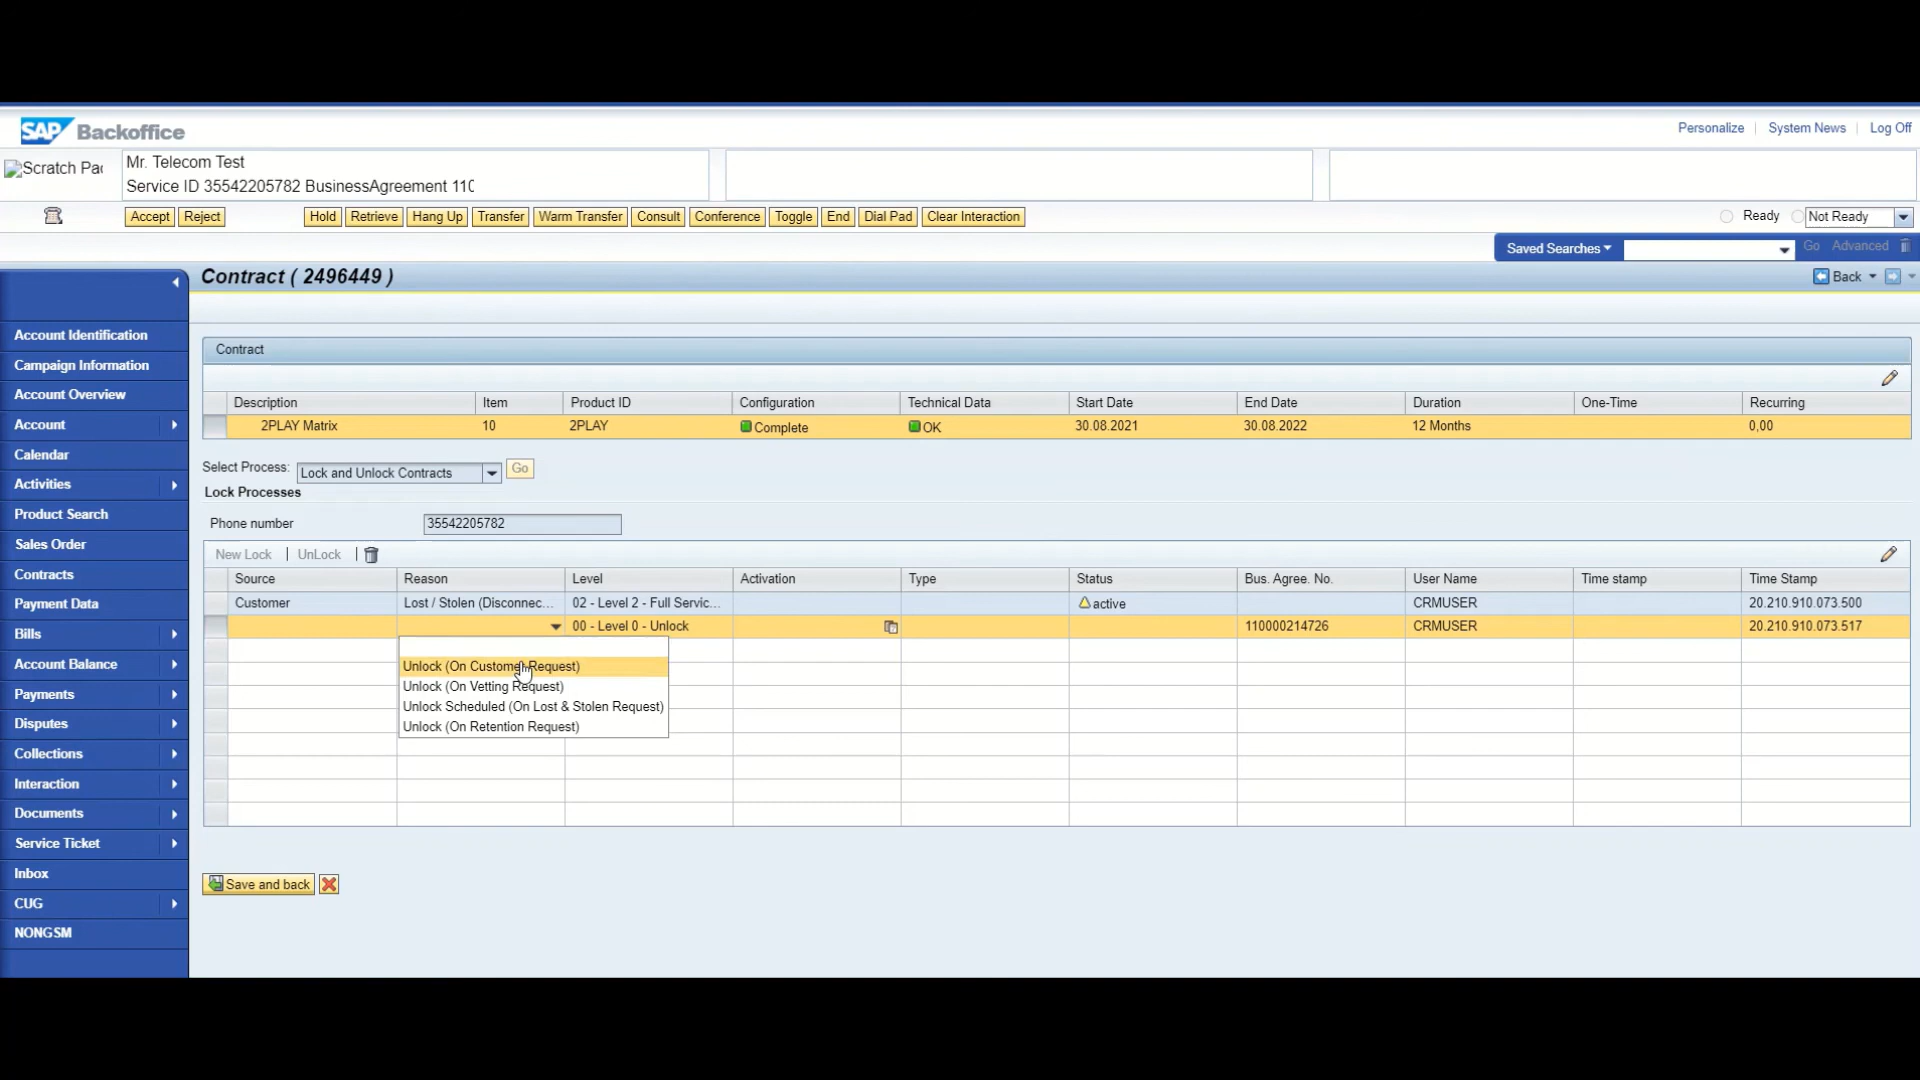 SAP Backoffice
Personalize System News Log Off
Scratch Pac
Mr. Telecom Test
Service ID 35542205782 BusinessAgreement 11
Accept Reject Hold Retrieve Hang Up Transfer Warm Transfer Consult Conference Toggle End Dial Pad Clear Interaction Ready Not Ready
Saved Searches Go Advanced
Contract ( 2496449 )
Back
Account Identification
Campaign Information
Account Overview
Account
Calendar
Activities
Product Search
Sales Order
Contracts
Payment Data
Bills
Account Balance
Payments
Disputes
Collections
Interaction
Documents
Service Ticket
Inbox
CUG
NONGSM
Contract
Description Item Product ID Configuration Technical Data Start Date End Date Duration One-Time Recurring
2PLAY Matrix 10 2PLAY Complete OK 30.08.2021 30.08.2022 12 Months 0,00
Select Process: Lock and Unlock Contracts Go
Lock Processes
Phone number 35542205782
New Lock UnLock
Source Reason Level Activation Type Status Bus. Agree. No. User Name Time stamp Time Stamp
Customer Lost / Stolen (Disconnec... 02 - Level 2 - Full Servic... active CRMUSER 20.210.910.073.500
00 - Level 0 - Unlock 110000214726 CRMUSER 20.210.910.073.517
Unlock (On Customer Request)
Unlock (On Vetting Request)
Unlock Scheduled (On Lost & Stolen Request)
Unlock (On Retention Request)
Save and back